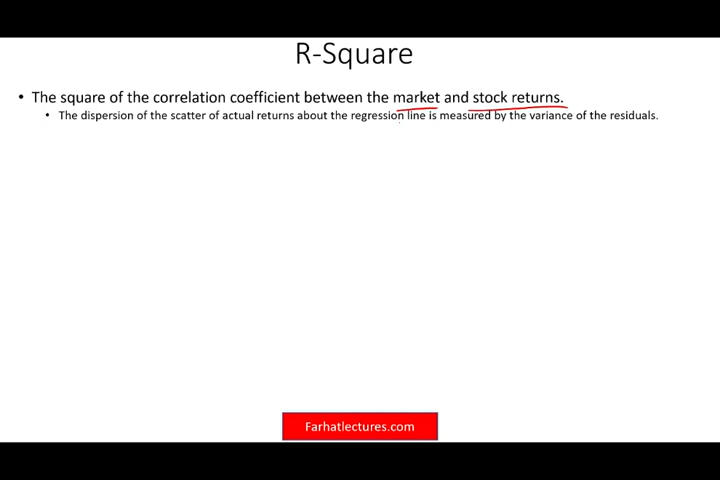 R-Square
• The square of the correlation coefficient between the market and stock returns.
• The dispersion of the scatter of actual returns about the regression line is measured by the variance of the residuals.
Farhatlectures.com